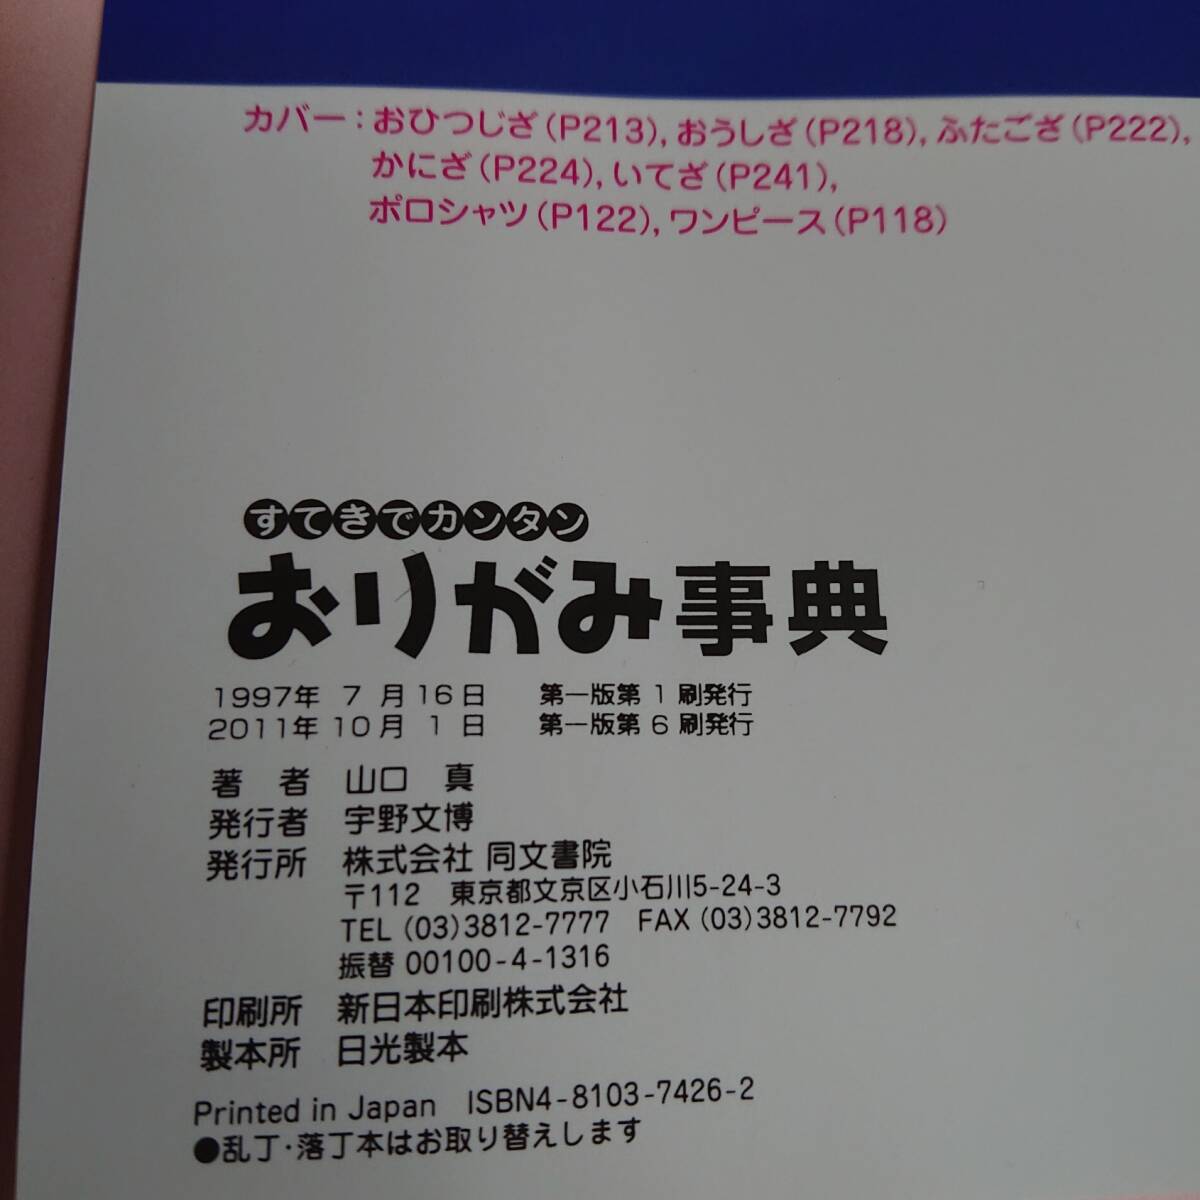 カバー：おひつじざ(P213),おうしざ(P218),ふたござ(P222),
かにざ(P224),いてざ(P241),
ポロシャツ(P122),ワンピース(P118)
すてきでカンタン
おりがみ事典
1997年 7 月16日 第一版第 1 刷発行
2011年 10 月 1 日 第一版第 6 刷発行
著 者 山口 真
発行者 宇野文博
発行所 株式会社 同文書院
〒112 東京都文京区小石川5-24-3
TEL (03)3812-7777 FAX (03)3812-7792
振替 00100-4-1316
印刷所 新日本印刷株式会社
製本所 日光製本
Printed in Japan ISBN4-8103-7426-2
●乱丁・落丁本はお取り替えします